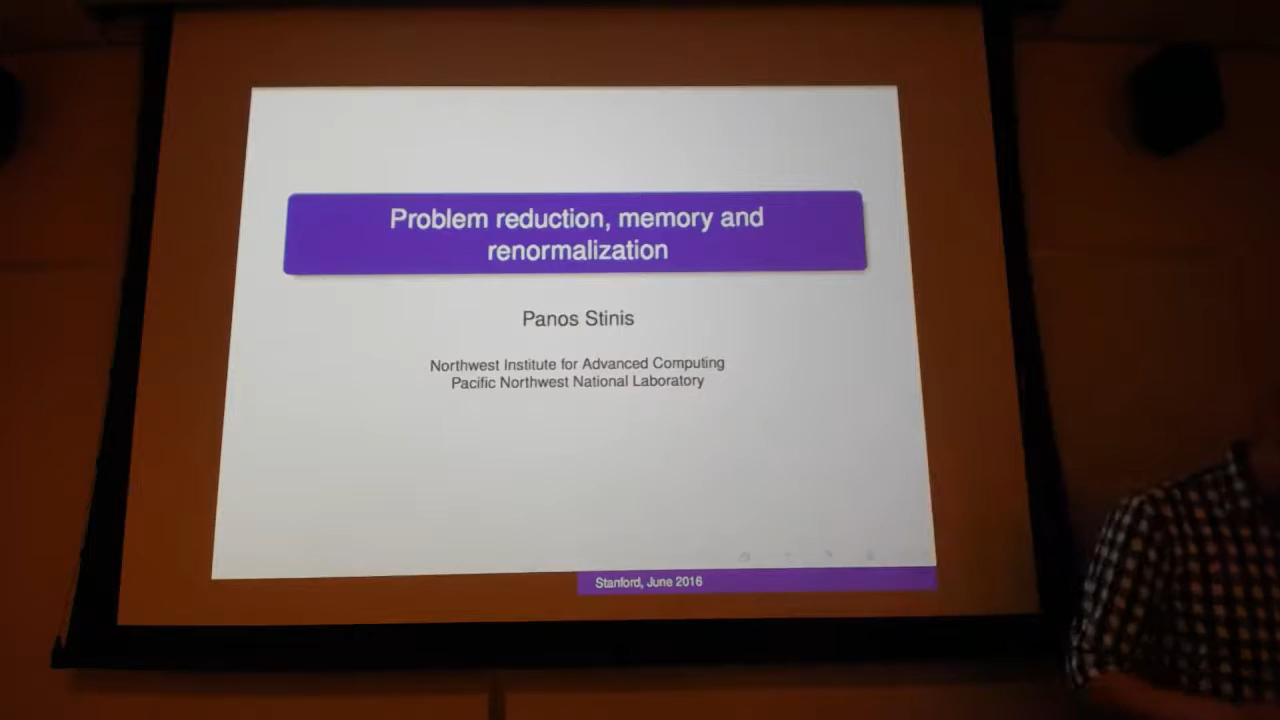 Problem reduction, memory and
renormalization
Panos Stinis
Northwest Institute for Advanced Computing
Pacific Northwest National Laboratory
Stanford, June 2016